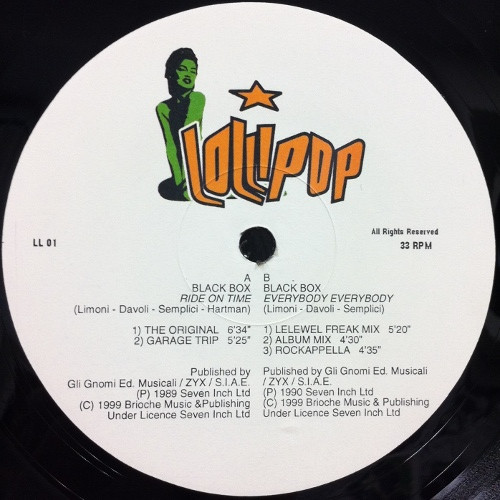 LOLLIPOP
LL 01
All Rights Reserved
33 RPM
A
BLACK BOX
RIDE ON TIME
(Limoni - Davoli - Semplici - Hartman)
1) THE ORIGINAL 6'34"
2) GARAGE TRIP 5'25"
Published by
Gli Gnomi Ed. Musicali / ZYX / S.I.A.E.
(P) 1989 Seven Inch Ltd
(C) 1999 Brioche Music &Publishing
Under Licence Seven Inch Ltd
B
BLACK BOX
EVERYBODY EVERYBODY
(Limoni - Davoli - Semplici)
1) LELEWEL FREAK MIX 5'20"
2) ALBUM MIX 4'30"
3) ROCKAPPELLA 4'35"
Published by Gli Gnomi Ed. Musicali
/ ZYX / S.I.A.E.
(P) 1990 Seven Inch Ltd
(C) 1999 Brioche Music &Publishing
Under Licence Seven Inch Ltd